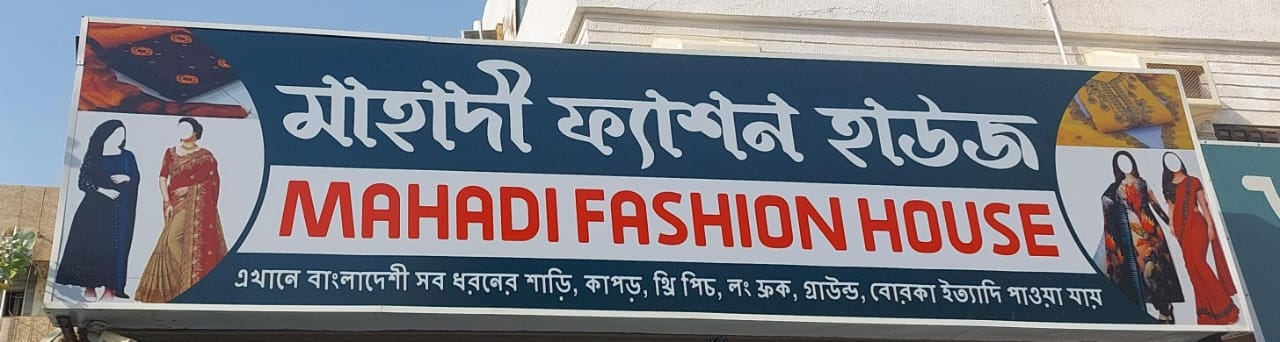 মাহাদী ফ্যাশন হাউজ
MAHADI FASHION HOUSE
এখানে বাংলাদেশী সব ধরনের শাড়ি, কাপড়, থ্রি পিচ, লং ফ্রক, গ্রাউন্ড, বোরকা ইত্যাদি পাওয়া যায়